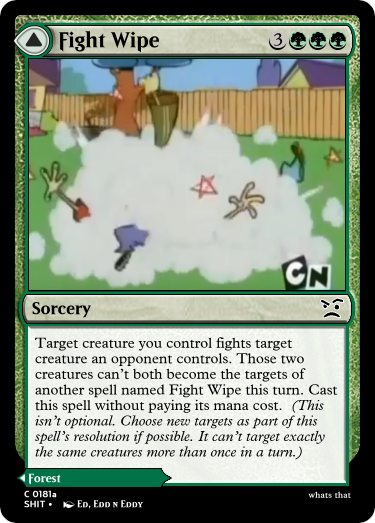 Fight Wipe
3
CN
Sorcery
Target creature you control fights target
creature an opponent controls. Those two
creatures can't both become the targets of
another spell named Fight Wipe this turn. Cast
this spell without paying its mana cost. (This
isn't optional. Choose new targets as part of
this spell's resolution if possible. It can't target exactly
the same creatures more than once in a turn.)
Forest
C 0181a
SHIT • ED, EDD N EDDY
whats that